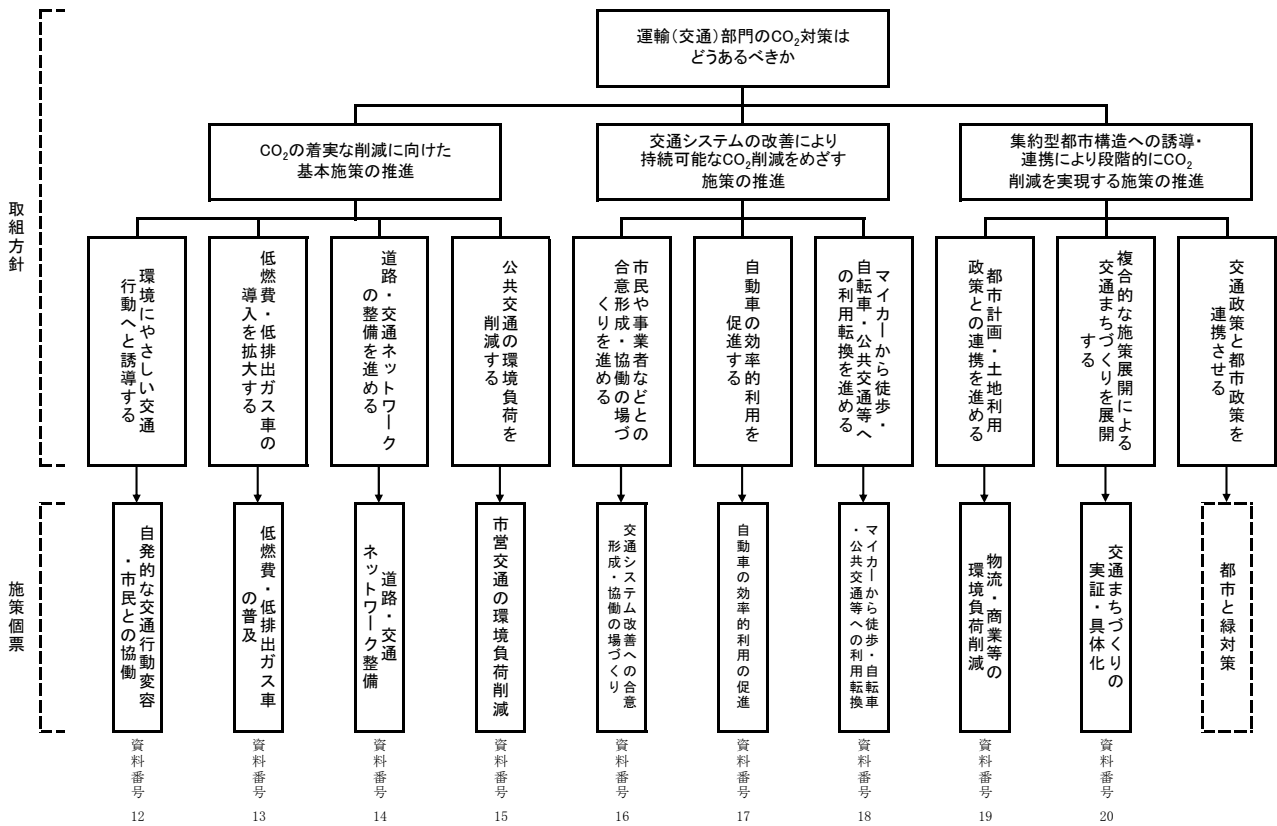 運輸(交通)部門のCO₂対策は
どうあるべきか
CO₂の着実な削減に向けた
基本施策の推進
交通システムの改善により
持続可能なCO₂削減をめざす
施策の推進
集約型都市構造への誘導・
連携により段階的にCO₂
削減を実現する施策の推進
取組方針
環境にやさしい交通
行動へと誘導する
低燃費・低排出ガス車の
導入を拡大する
道路・交通ネットワーク
の整備を進める
公共交通の環境負荷を
削減する
市民や事業者などとの
合意形成・協働の場づ
くりを進める
自動車の効率的利用を
促進する
マイカーから徒歩・
自転車・公共交通等へ
の利用転換を進める
都市計画・土地利用
政策との連携を進める
複合的な施策展開による
交通まちづくりを展開
する
交通政策と都市政策を
連携させる
施策個票
自発的な交通行動変容
・市民との協働
低燃費・低排出ガス車
の普及
道路・交通
ネットワーク整備
市営交通の環境負荷削減
交通システム改善への合意
形成・協働の場づくり
自動車の効率的利用の促進
マイカーから徒歩・自転車
・公共交通等への利用転換
物流・商業等の
環境負荷削減
交通まちづくりの
実証・具体化
都市と緑対策
資料番号
12
資料番号
13
資料番号
14
資料番号
15
資料番号
16
資料番号
17
資料番号
18
資料番号
19
資料番号
20